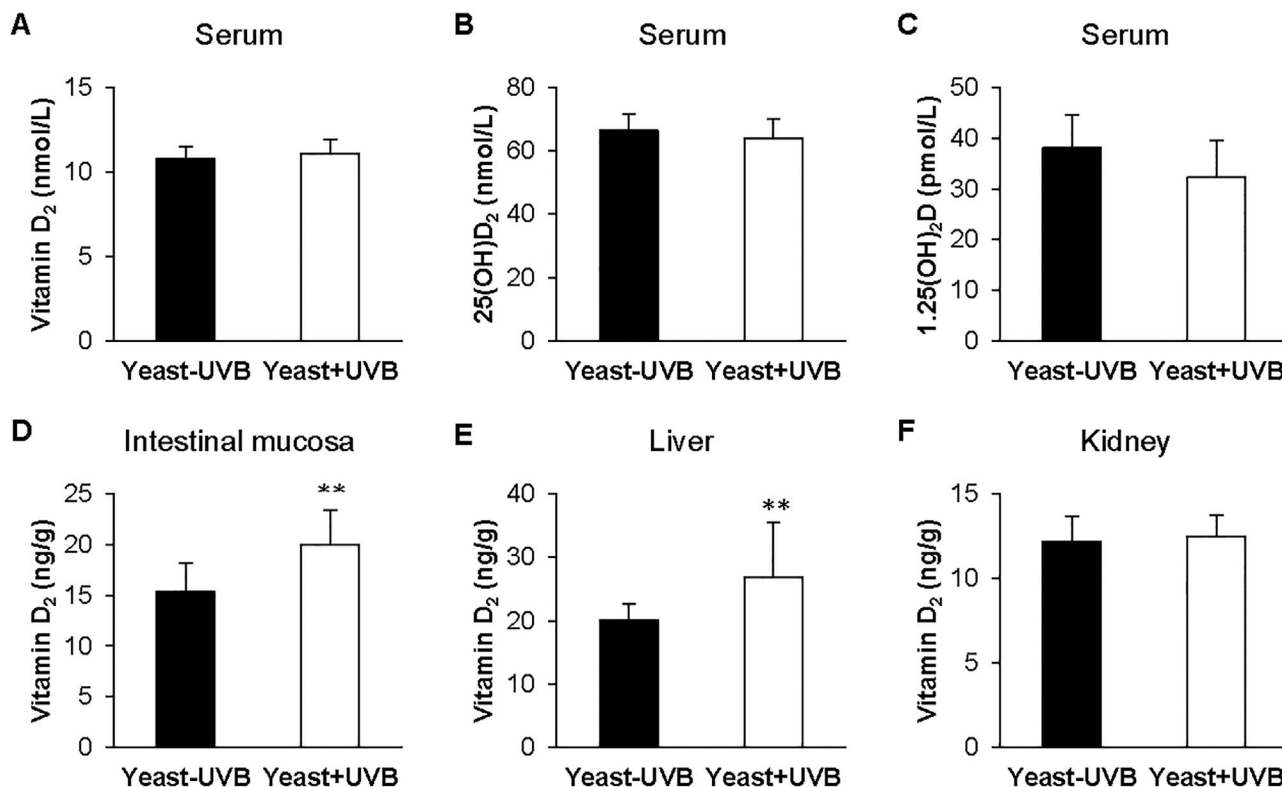 A
Serum
Vitamin D₂ (nmol/L)
15
10
5
0
Yeast-UVB Yeast+UVB
B
Serum
25(OH)D₂ (nmol/L)
80
60
40
20
0
Yeast-UVB Yeast+UVB
C
Serum
1.25(OH)₂D (pmol/L)
50
40
30
20
10
0
Yeast-UVB Yeast+UVB
D
Intestinal mucosa
Vitamin D₂ (ng/g)
25
20
15
10
5
0
**
Yeast-UVB Yeast+UVB
E
Liver
Vitamin D₂ (ng/g)
40
30
20
10
0
**
Yeast-UVB Yeast+UVB
F
Kidney
Vitamin D₂ (ng/g)
15
10
5
0
Yeast-UVB Yeast+UVB